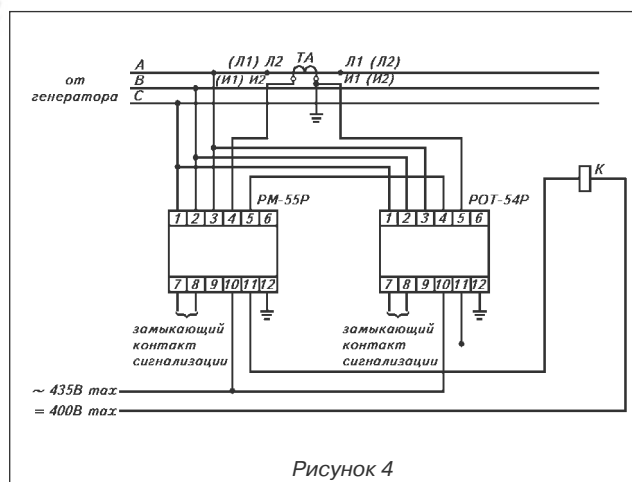 A (Л1) Л2 ТА Л1 (Л2)
от
генератора
B (И1) И2 И1 (И2)
C
К
РМ-55Р РОТ-54Р
1 2 3 4 5 6 1 2 3 4 5 6
7 8 9 10 11 12 7 8 9 10 11 12
замыкающий замыкающий
контакт контакт
сигнализации сигнализации
~ 435В max
= 400В max
Рисунок 4